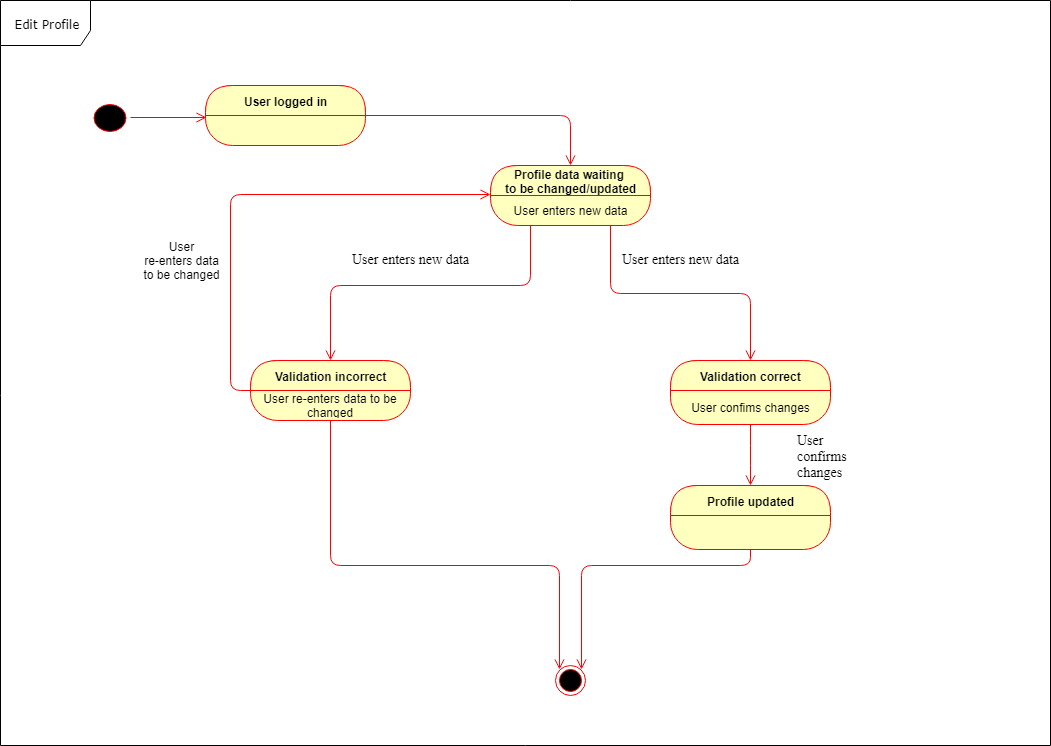 Edit Profile
User logged in
Profile data waiting
to be changed/updated
User enters new data
User
re-enters data
to be changed
User enters new data
User enters new data
Validation incorrect
User re-enters data to be
changed
Validation correct
User confims changes
User
confirms
changes
Profile updated